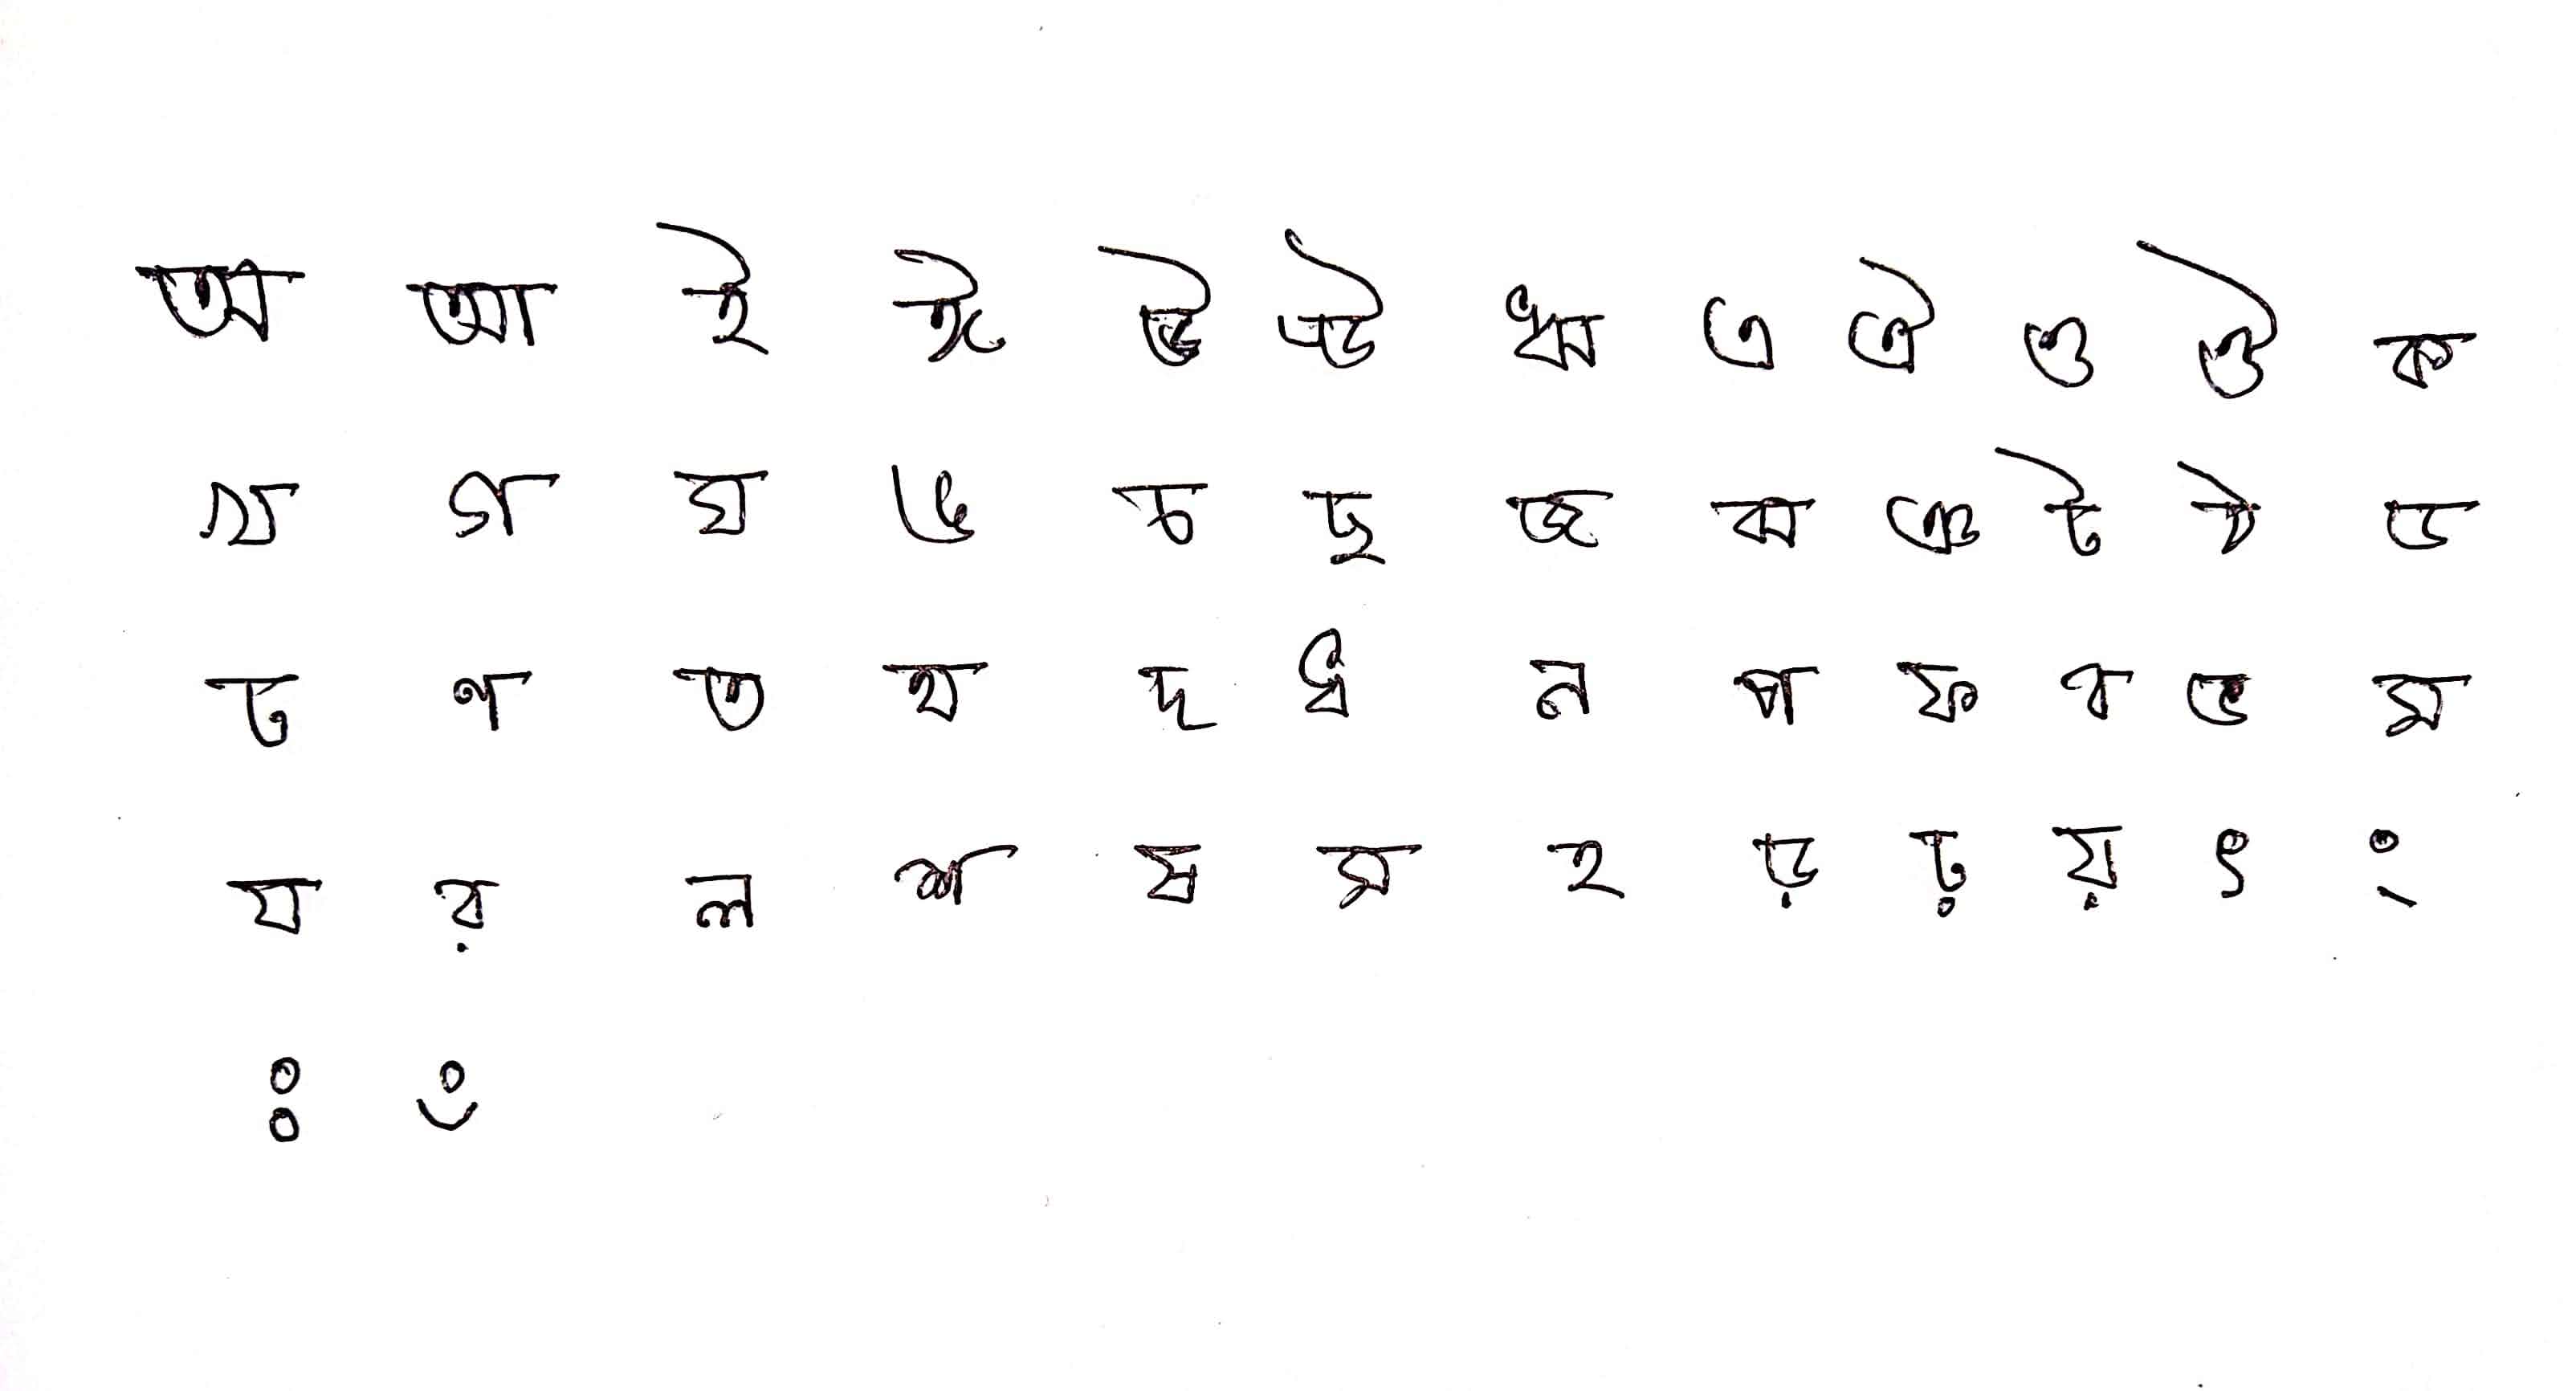 অ আ ই ঈ উ ঊ ঋ এ ঐ ও ঔ ক
খ গ ঘ ঙ চ ছ জ ঝ ঞ ট ঠ ড
ঢ ণ ত থ দ ধ ন প ফ ব ভ ম
য র ল শ ষ স হ ড় ঢ় য় ৎ ং
ঃ ঁ